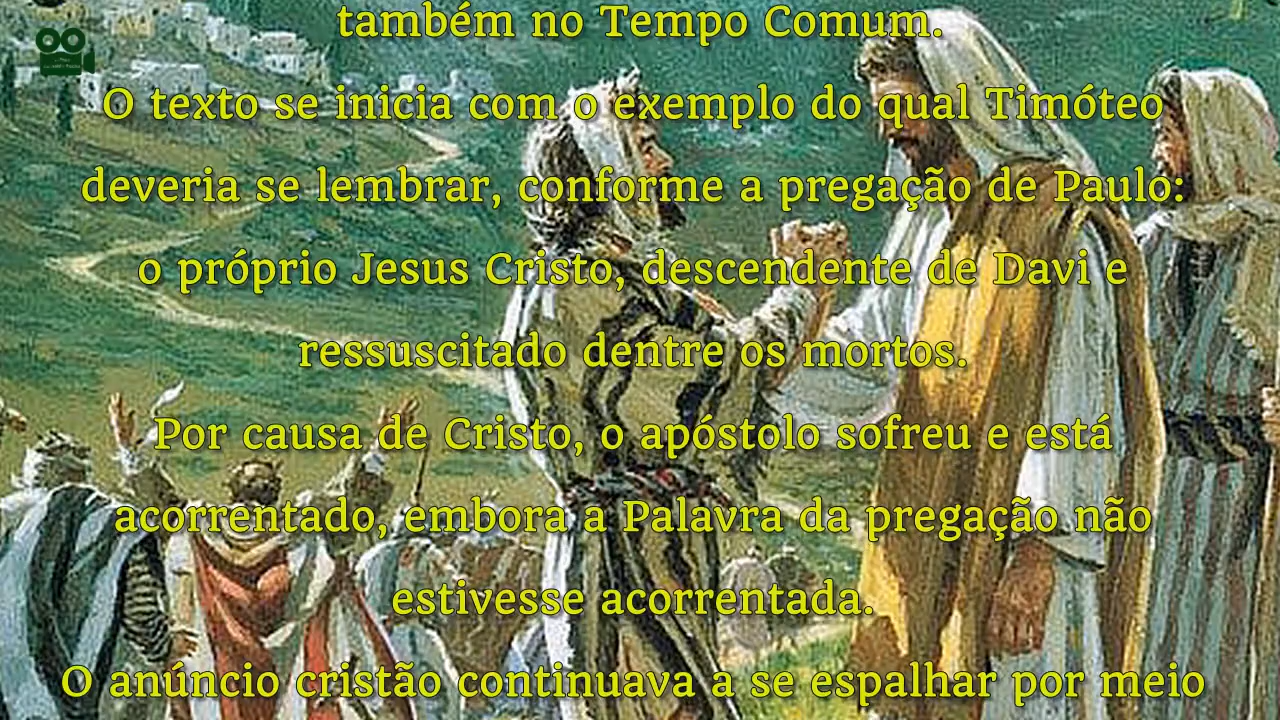 também no Tempo Comum.
O texto se inicia com o exemplo do qual Timóteo
deveria se lembrar, conforme a pregação de Paulo:
o próprio Jesus Cristo, descendente de Davi e
ressuscitado dentre os mortos.
Por causa de Cristo, o apóstolo sofreu e está
acorrentado, embora a Palavra da pregação não
estivesse acorrentada.
O anúncio cristão continuava a se espalhar por meio